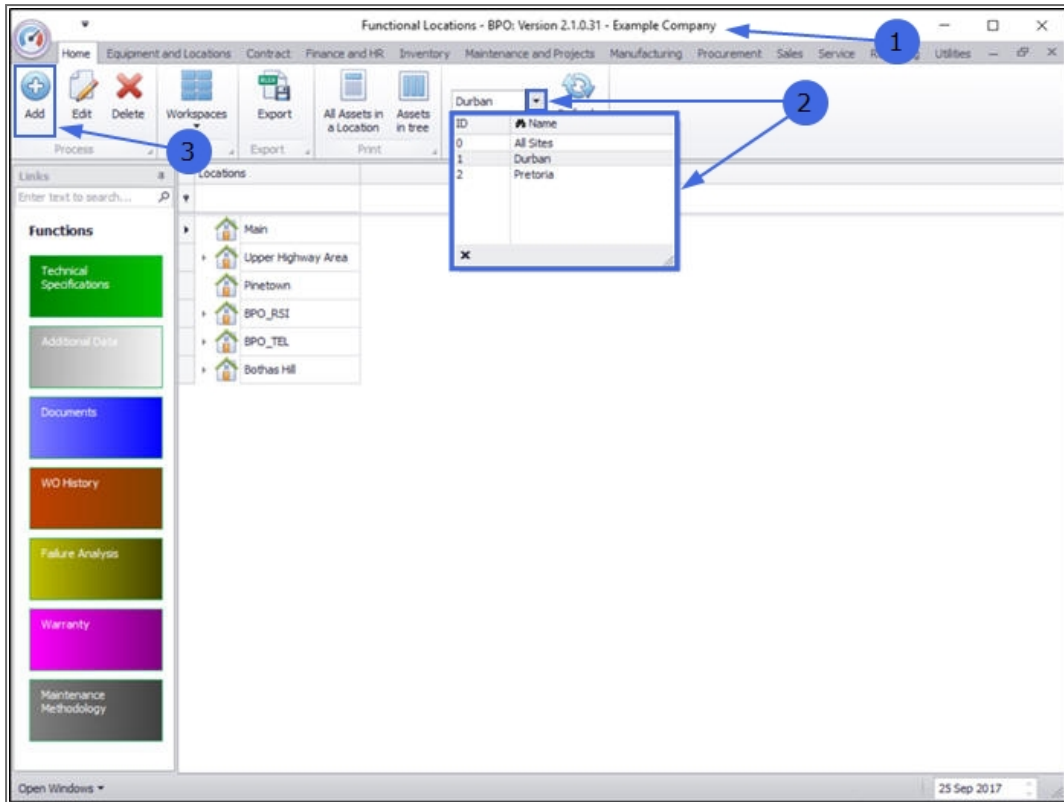 Functional Locations - BPO: Version 2.1.0.31 - Example Company
1
Home Equipment and Locations Contract Finance and HR Inventory Maintenance and Projects Manufacturing Procurement Sales Service Utilities
Add Edit Delete Workspaces Export All Assets in a Location Assets in tree
Durban
2
Process Export Print
3
ID Name
0 All Sites
1 Durban
2 Pretoria
Links
Enter text to search...
Locations
Functions
Main
Upper Highway Area
Pinetown
BPO_RSI
BPO_TEL
Bothas Hill
Technical
Specifications
Additional Data
Documents
WO History
Failure Analysis
Warranty
Maintenance
Methodology
Open Windows
25 Sep 2017